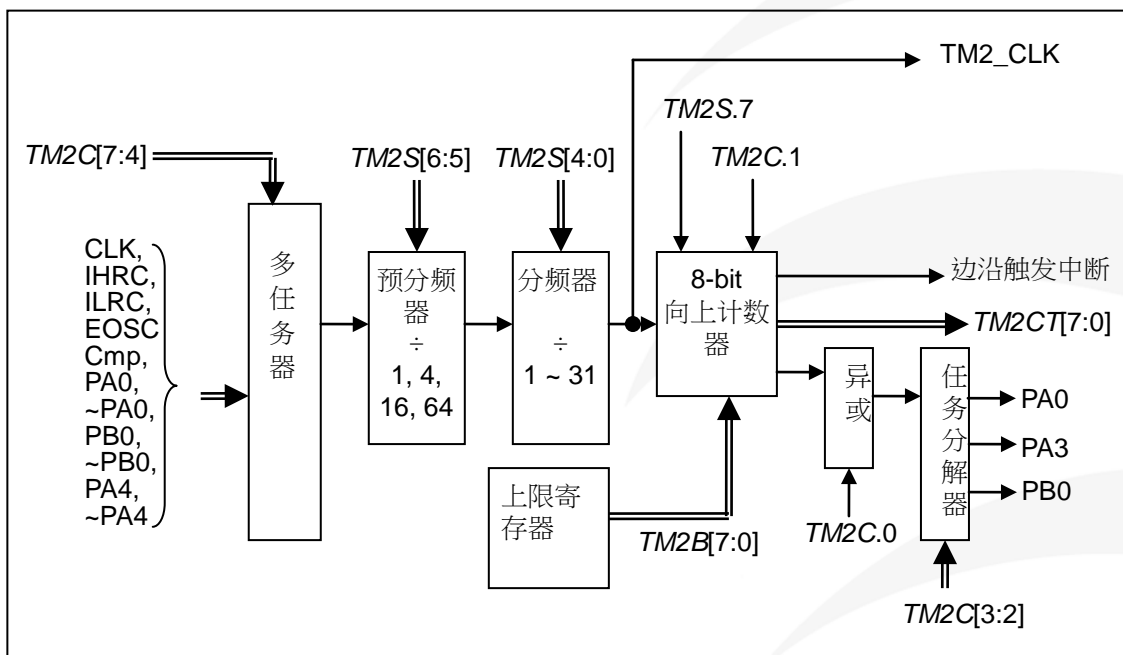 TM2_CLK
TM2S.7
TM2C[7:4]
TM2S[6:5]
TM2S[4:0]
TM2C.1
CLK,
IHRC,
ILRC,
EOSC
Cmp,
PA0,
~PA0,
PB0,
~PB0,
PA4,
~PA4
多
任
务
器
预分频
器
÷
1, 4,
16, 64
分频器
÷
1 ~ 31
8-bit
向上计数
器
边沿触发中断
TM2CT[7:0]
异
或
任
务
分
解
器
PA0
PA3
PB0
上限寄
存器
TM2B[7:0]
TM2C.0
TM2C[3:2]